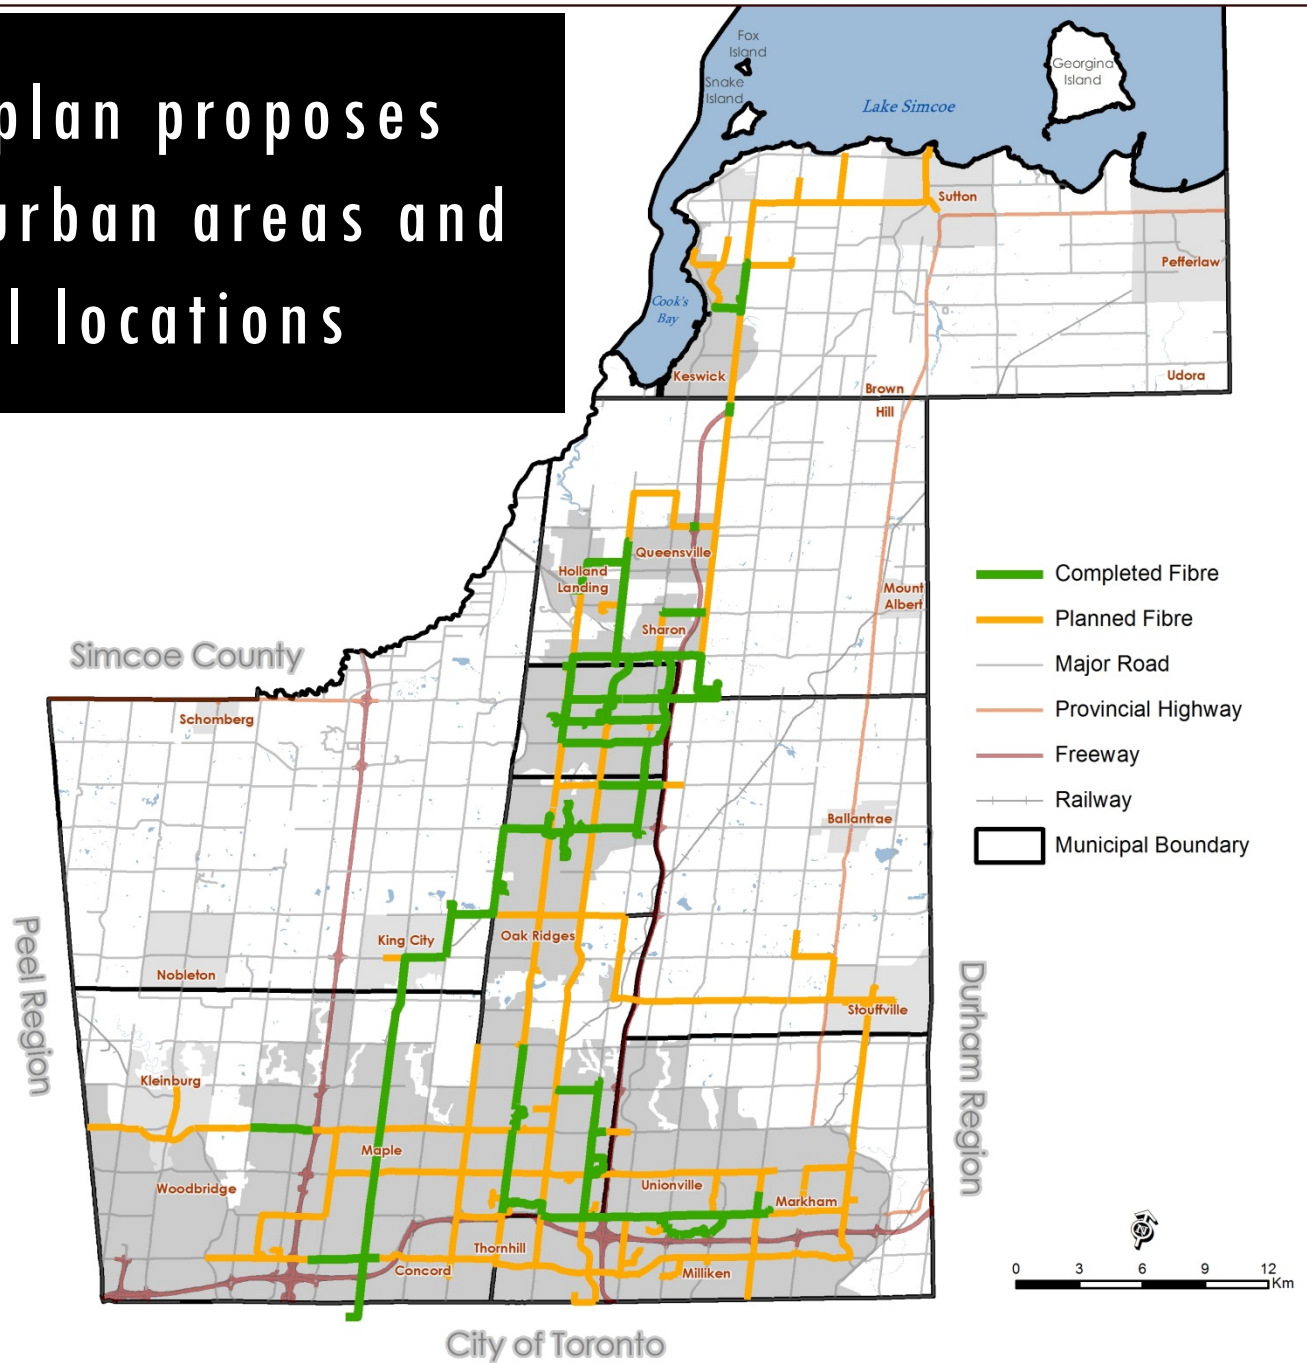 plan proposes
urban areas and
l locations
Fox
Island
Snake
Island
Georgina
Island
Lake Simcoe
Sutton
Pefferlaw
Cook's
Bay
Keswick
Brown
Hill
Udora
Queensville
Holland
Landing
Mount
Albert
Sharon
Completed Fibre
Planned Fibre
Major Road
Provincial Highway
Freeway
Railway
Municipal Boundary
Simcoe County
Schomberg
Ballantrae
King City
Oak Ridges
Nobleton
Stouffville
Peel Region
Durham Region
Kleinburg
Maple
Woodbridge
Unionville
Markham
Thornhill
Concord
Milliken
N
0 3 6 9 12
Km
City of Toronto